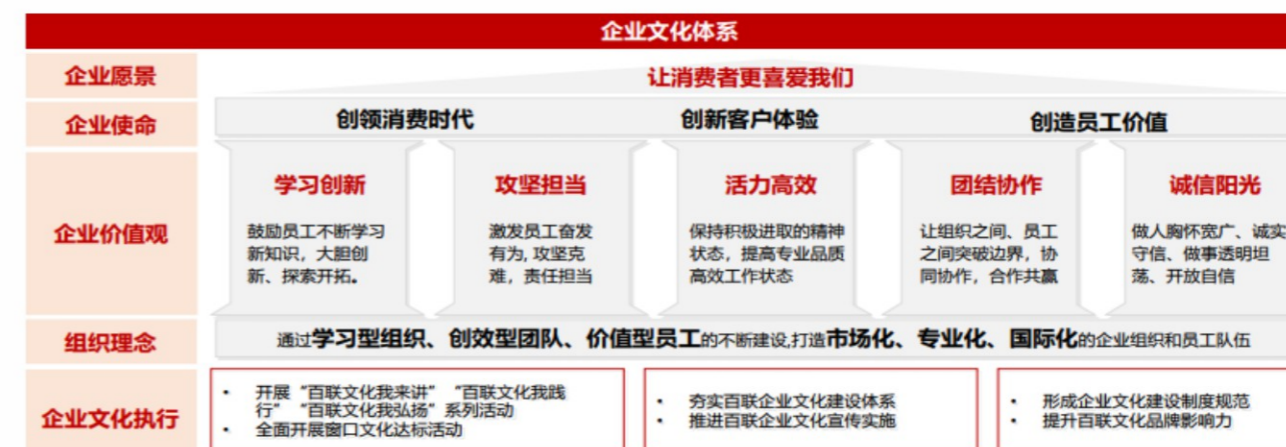 企业文化体系
企业愿景
让消费者更喜爱我们
企业使命
创领消费时代
创新客户体验
创造员工价值
企业价值观
学习创新
鼓励员工不断学习
新知识，大胆创
新、探索开拓。
攻坚担当
激发员工奋发
有为，攻坚克
难，责任担当
活力高效
保持积极进取的精神
状态，提高专业品质
高效工作状态
团结协作
让组织之间、员工
之间突破边界，协
同协作，合作共赢
诚信阳光
做人胸怀宽广、诚实
守信、做事透明坦
荡、开放自信
组织理念
通过学习型组织、创效型团队、价值型员工的不断建设,打造市场化、专业化、国际化的企业组织和员工队伍
企业文化执行
• 开展“百联文化我来讲”“百联文化我践
行”“百联文化我弘扬”系列活动
• 全面开展窗口文化达标活动
• 夯实百联企业文化建设体系
• 推进百联企业文化宣传实施
• 形成企业文化建设制度规范
• 提升百联文化品牌影响力